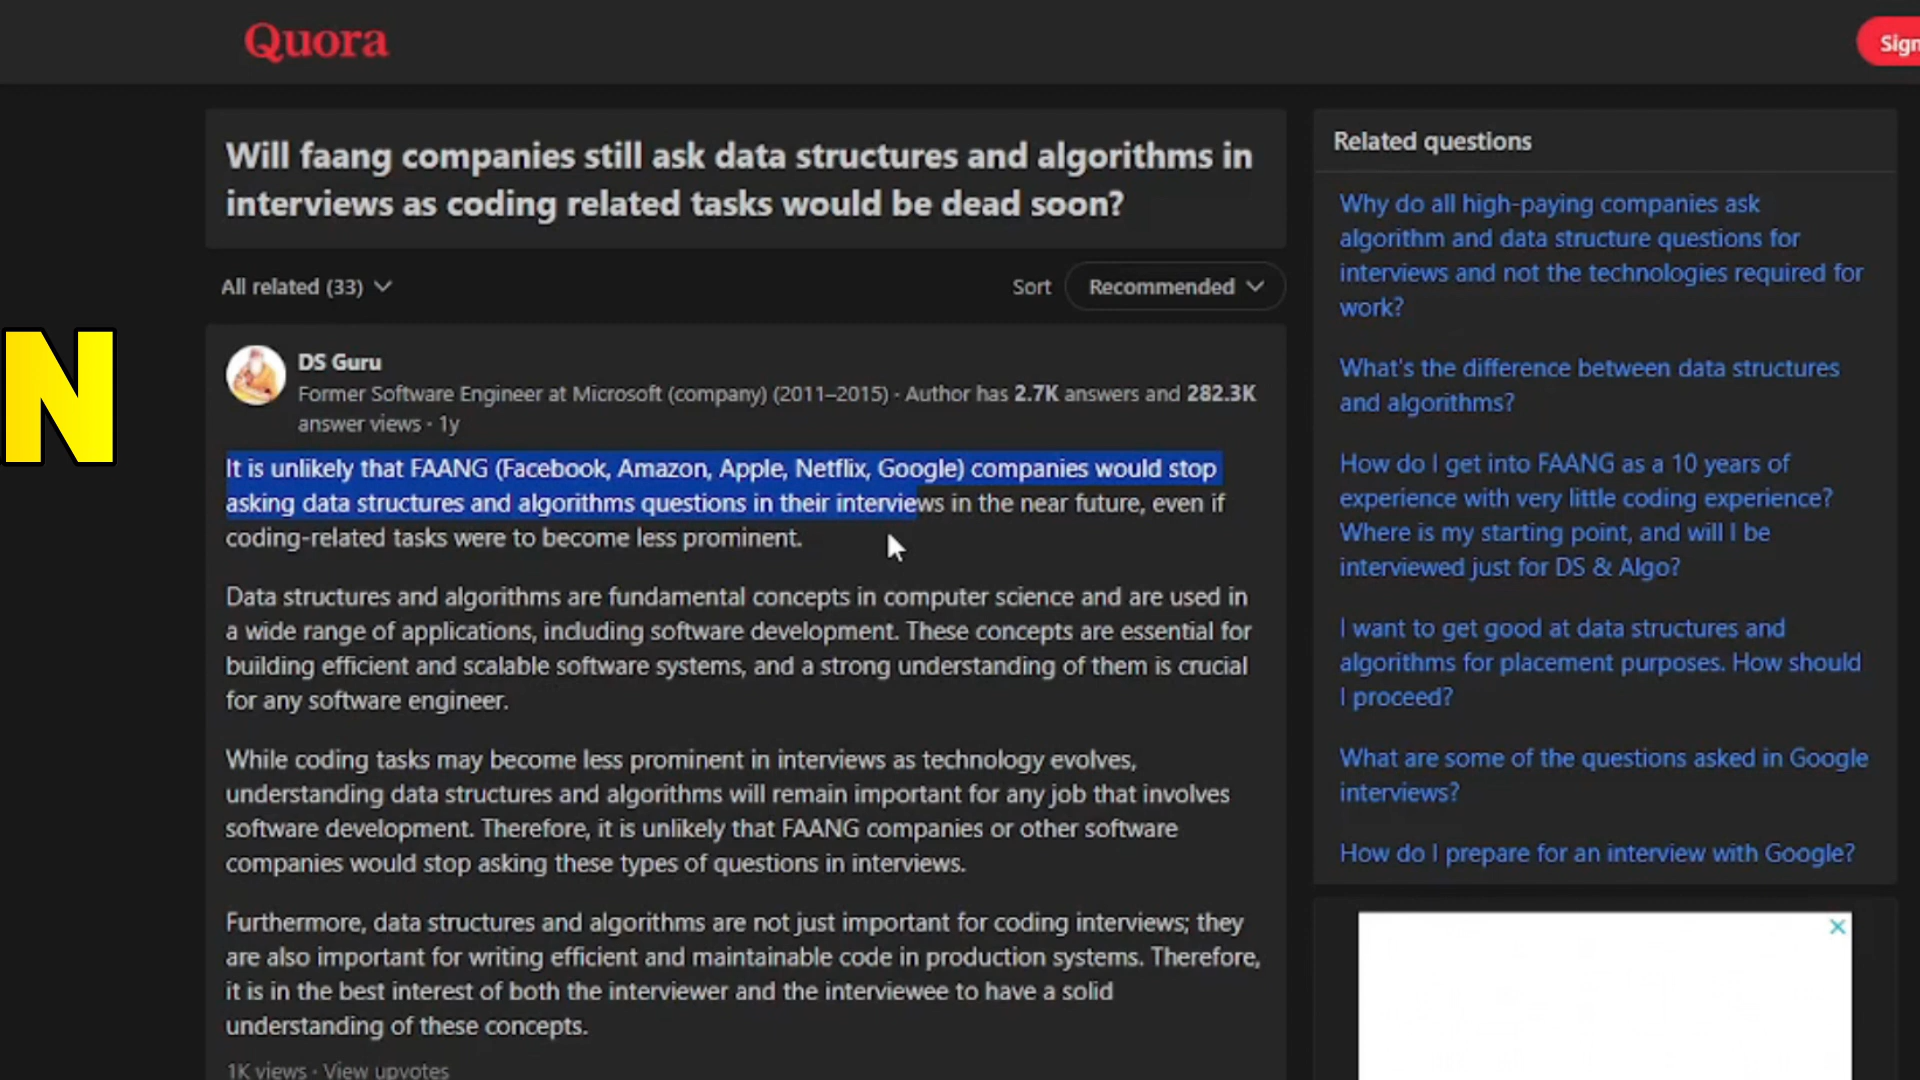 Quora
Sign
Will faang companies still ask data structures and algorithms in
interviews as coding related tasks would be dead soon?
All related (33)
Sort
Recommended
N
DS Guru
Former Software Engineer at Microsoft (company) (2011–2015) · Author has 2.7K answers and 282.3K
answer views · 1y
It is unlikely that FAANG (Facebook, Amazon, Apple, Netflix, Google) companies would stop
asking data structures and algorithms questions in their interviews in the near future, even if
coding-related tasks were to become less prominent.
Data structures and algorithms are fundamental concepts in computer science and are used in
a wide range of applications, including software development. These concepts are essential for
building efficient and scalable software systems, and a strong understanding of them is crucial
for any software engineer.
While coding tasks may become less prominent in interviews as technology evolves,
understanding data structures and algorithms will remain important for any job that involves
software development. Therefore, it is unlikely that FAANG companies or other software
companies would stop asking these types of questions in interviews.
Furthermore, data structures and algorithms are not just important for coding interviews; they
are also important for writing efficient and maintainable code in production systems. Therefore,
it is in the best interest of both the interviewer and the interviewee to have a solid
understanding of these concepts.
1K views · View upvotes
Related questions
Why do all high-paying companies ask
algorithm and data structure questions for
interviews and not the technologies required for
work?
What's the difference between data structures
and algorithms?
How do I get into FAANG as a 10 years of
experience with very little coding experience?
Where is my starting point, and will I be
interviewed just for DS & Algo?
I want to get good at data structures and
algorithms for placement purposes. How should
I proceed?
What are some of the questions asked in Google
interviews?
How do I prepare for an interview with Google?